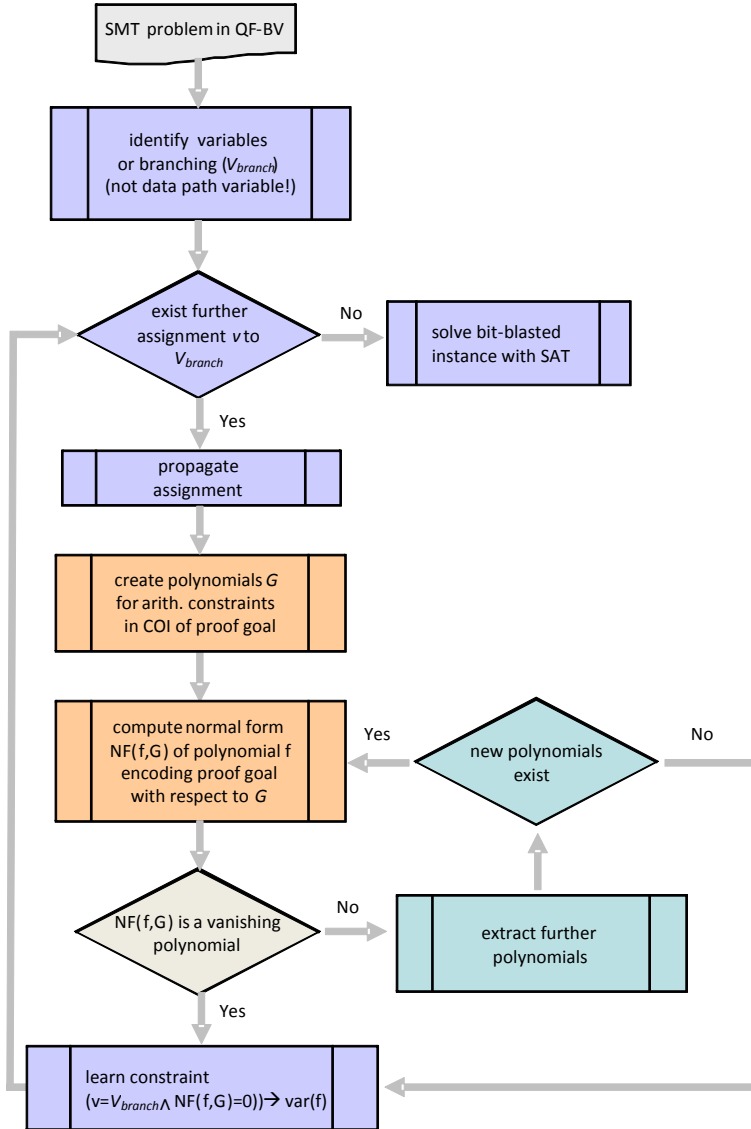 SMT problem in QF-BV
identify variables
or branching (V_branch)
(not data path variable!)
exist further
assignment v to
V_branch
No
solve bit-blasted
instance with SAT
Yes
propagate
assignment
create polynomials G
for arith. constraints
in COI of proof goal
compute normal form
NF(f,G) of polynomial f
encoding proof goal
with respect to G
Yes
new polynomials
exist
No
NF(f,G) is a vanishing
polynomial
No
extract further
polynomials
Yes
learn constraint
(v=V_branch∧ NF(f,G)=0))→ var(f)